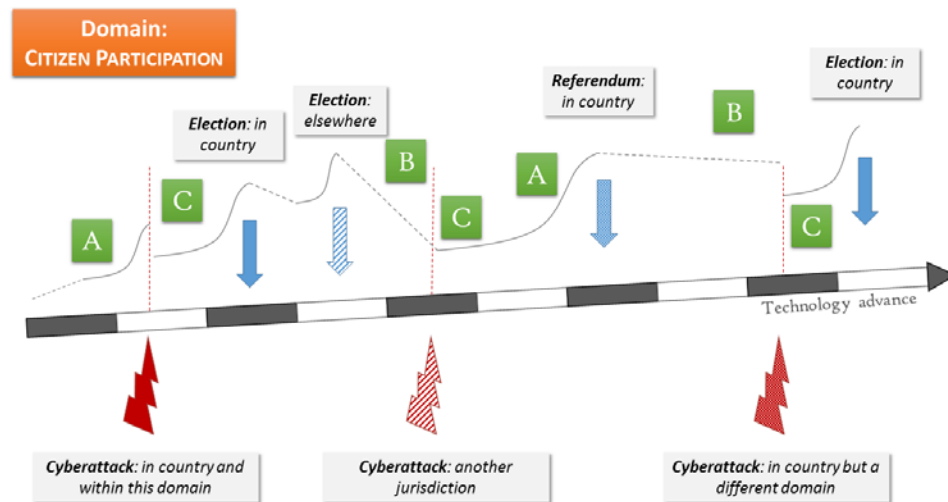 Domain:
CITIZEN PARTICIPATION
Election: in
country
Election:
elsewhere
Referendum:
in country
Election: in
country
A
C
B
C
A
B
C
Technology advance
Cyberattack: in country and
within this domain
Cyberattack: another
jurisdiction
Cyberattack: in country but a
different domain